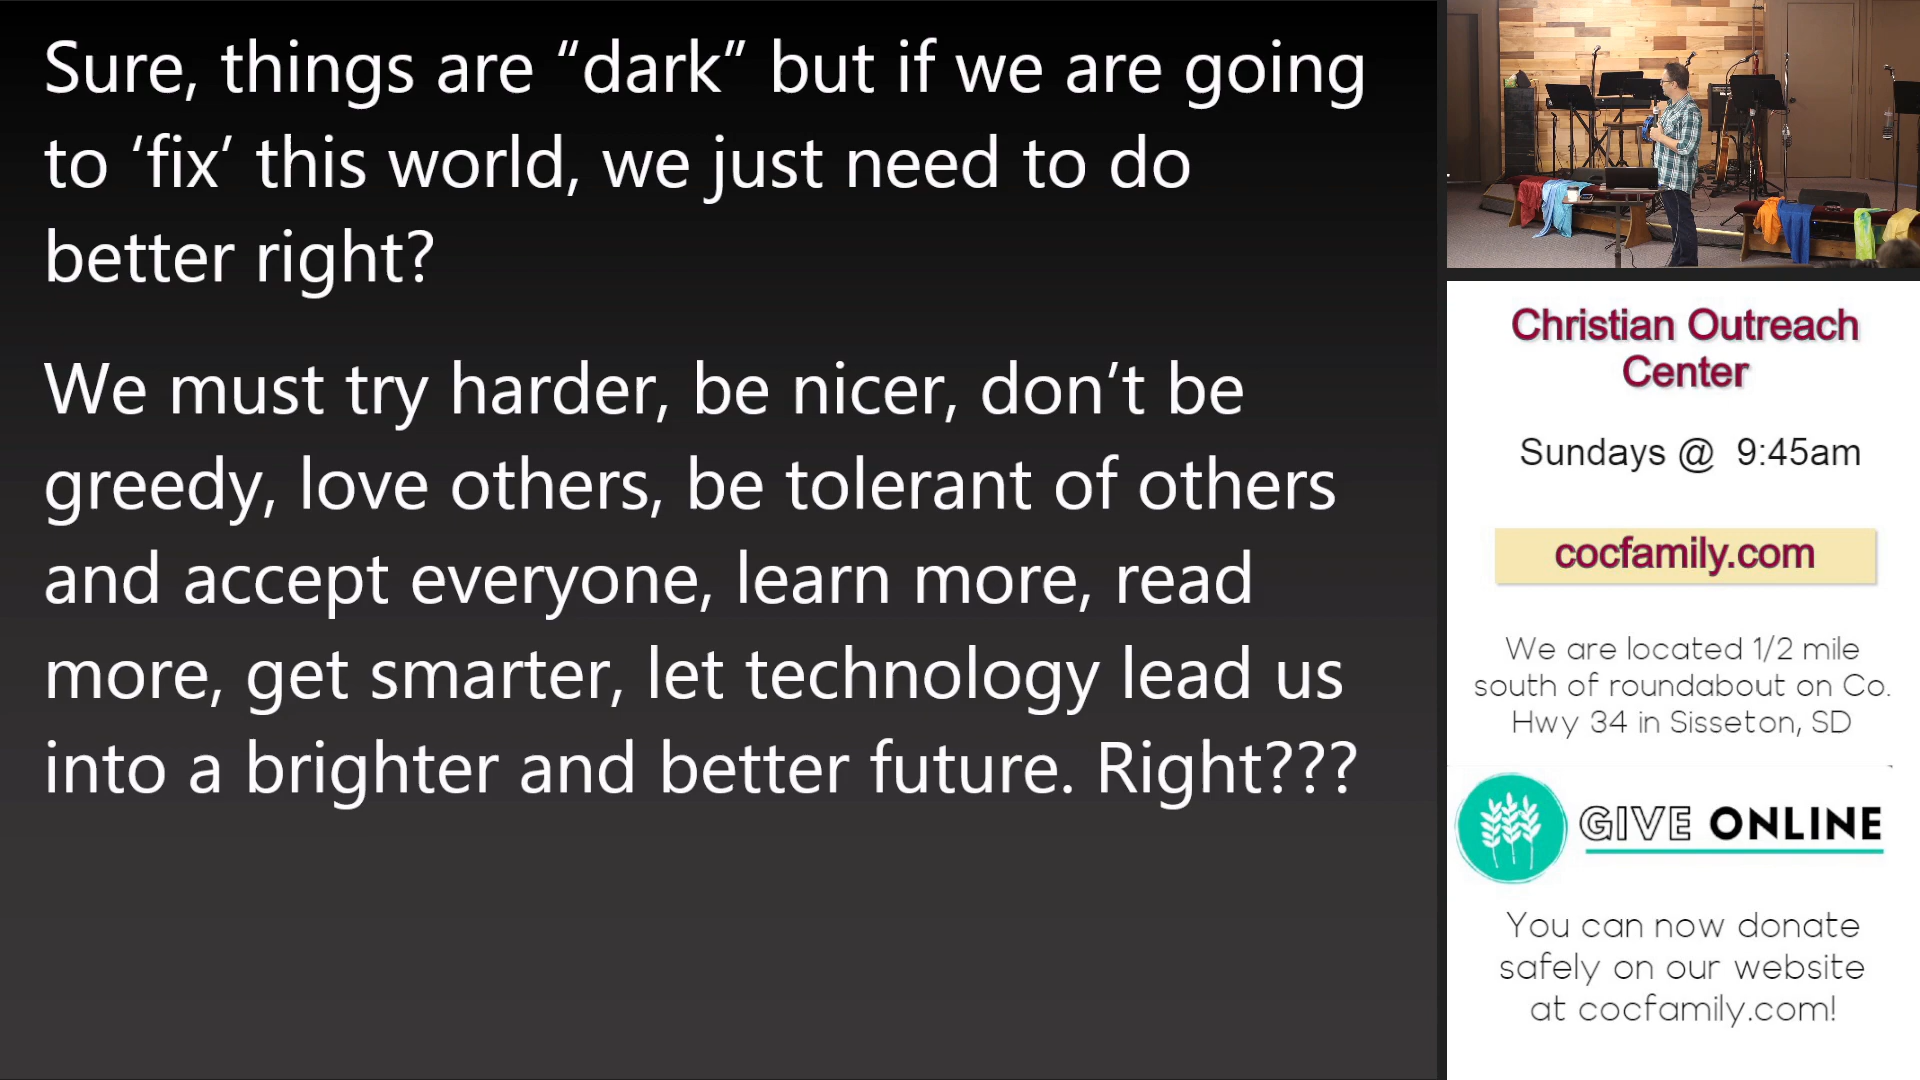 Sure, things are “dark” but if we are going
to ‘fix’ this world, we just need to do
better right?
We must try harder, be nicer, don’t be
greedy, love others, be tolerant of others
and accept everyone, learn more, read
more, get smarter, let technology lead us
into a brighter and better future. Right???
Christian Outreach
Center
Sundays @ 9:45am
cocfamily.com
We are located 1/2 mile
south of roundabout on Co.
Hwy 34 in Sisseton, SD
GIVE ONLINE
You can now donate
safely on our website
at cocfamily.com!